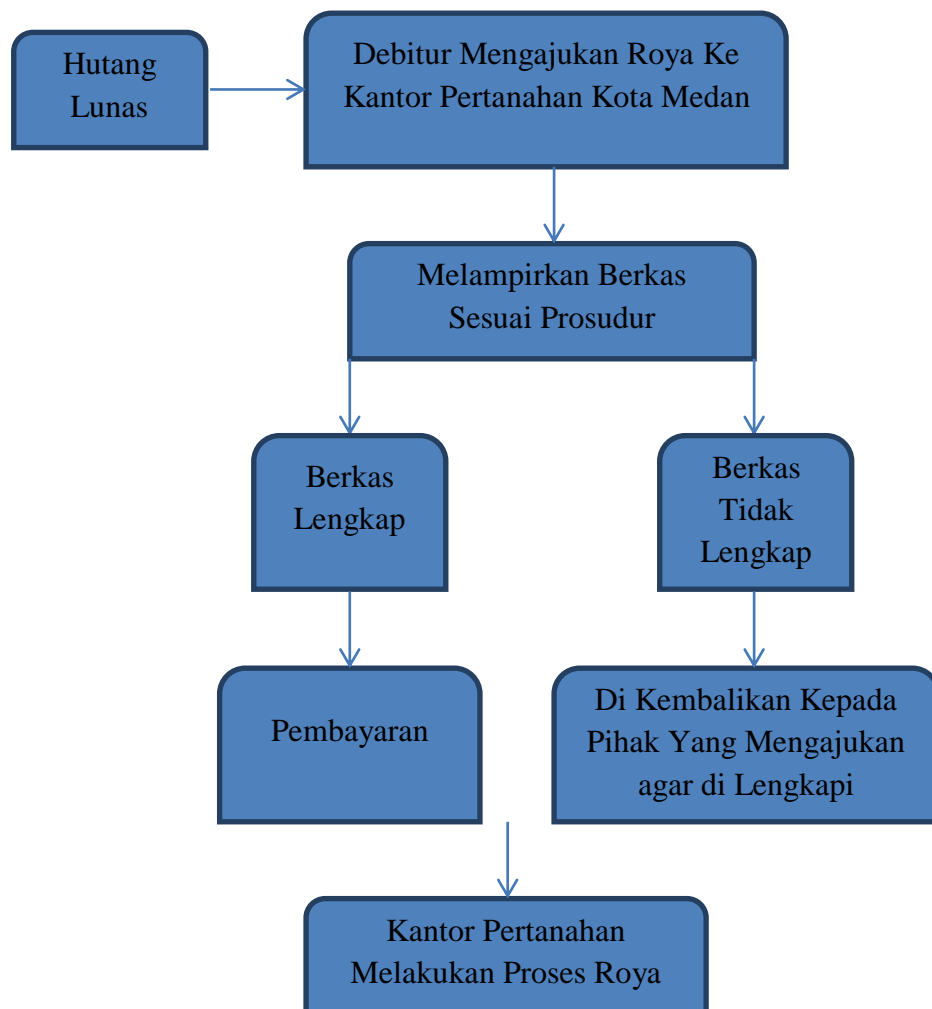 Hutang
Lunas
Debitur Mengajukan Roya Ke
Kantor Pertanahan Kota Medan
Melampirkan Berkas
Sesuai Prosudur
Berkas
Lengkap
Berkas
Tidak
Lengkap
Pembayaran
Di Kembalikan Kepada
Pihak Yang Mengajukan
agar di Lengkapi
Kantor Pertanahan
Melakukan Proses Roya